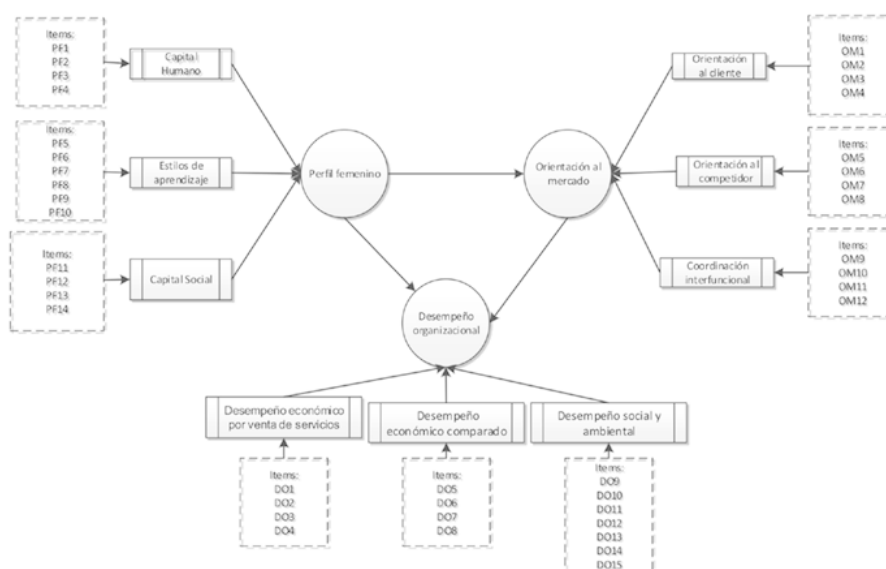 Items:
PF1
PF2
PF3
PF4
Capital
Humano
Items:
PF5
PF6
PF7
PF8
PF9
PF10
Estilos de
aprendizaje
Items:
PF11
PF12
PF13
PF14
Capital Social
Perfil femenino
Orientación al
mercado
Orientación
al cliente
Items:
OM1
OM2
OM3
OM4
Orientación al
competidor
Items:
OM5
OM6
OM7
OM8
Coordinación
interfuncional
Items:
OM9
OM10
OM11
OM12
Desempeño
organizacional
Desempeño económico
por venta de servicios
Desempeño
económico comparado
Desempeño social y
ambiental
Items:
DO1
DO2
DO3
DO4
Items:
DO5
DO6
DO7
DO8
Items:
DO9
DO10
DO11
DO12
DO13
DO14
DO15